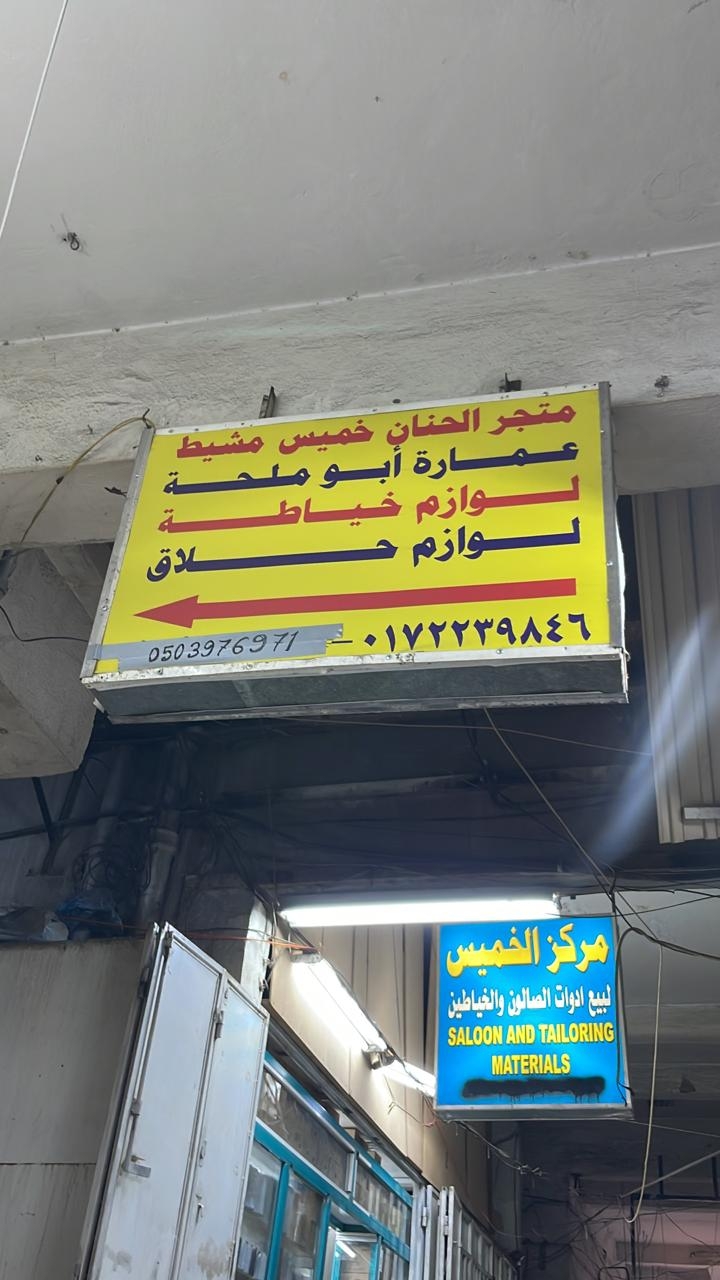 متجر الحنان خميس مشيط
عمارة أبو ملحة
لوازم خياطة
لوازم حلاق
٠١٧٢٢٣٩٨٤٦ - 0503976971
مركز الخميس
لبيع ادوات الصالون والخياطين
SALOON AND TAILORING
MATERIALS